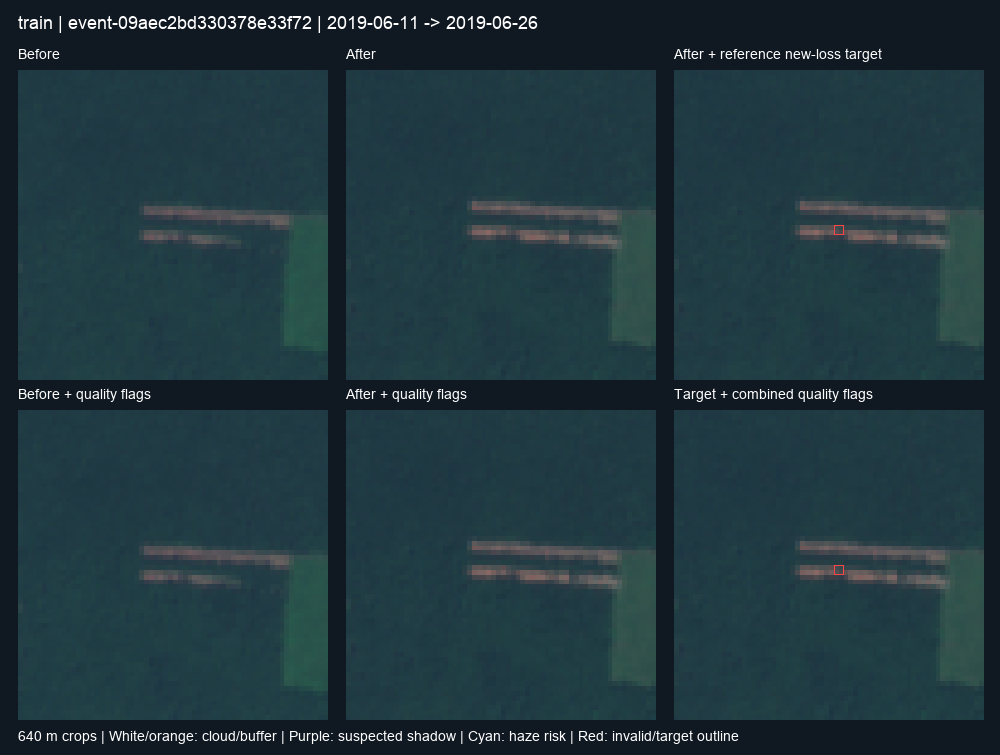 train | event-09aec2bd330378e33f72 | 2019-06-11 -> 2019-06-26
Before
After
After + reference new-loss target
Before + quality flags
After + quality flags
Target + combined quality flags
640 m crops | White/orange: cloud/buffer | Purple: suspected shadow | Cyan: haze risk | Red: invalid/target outline